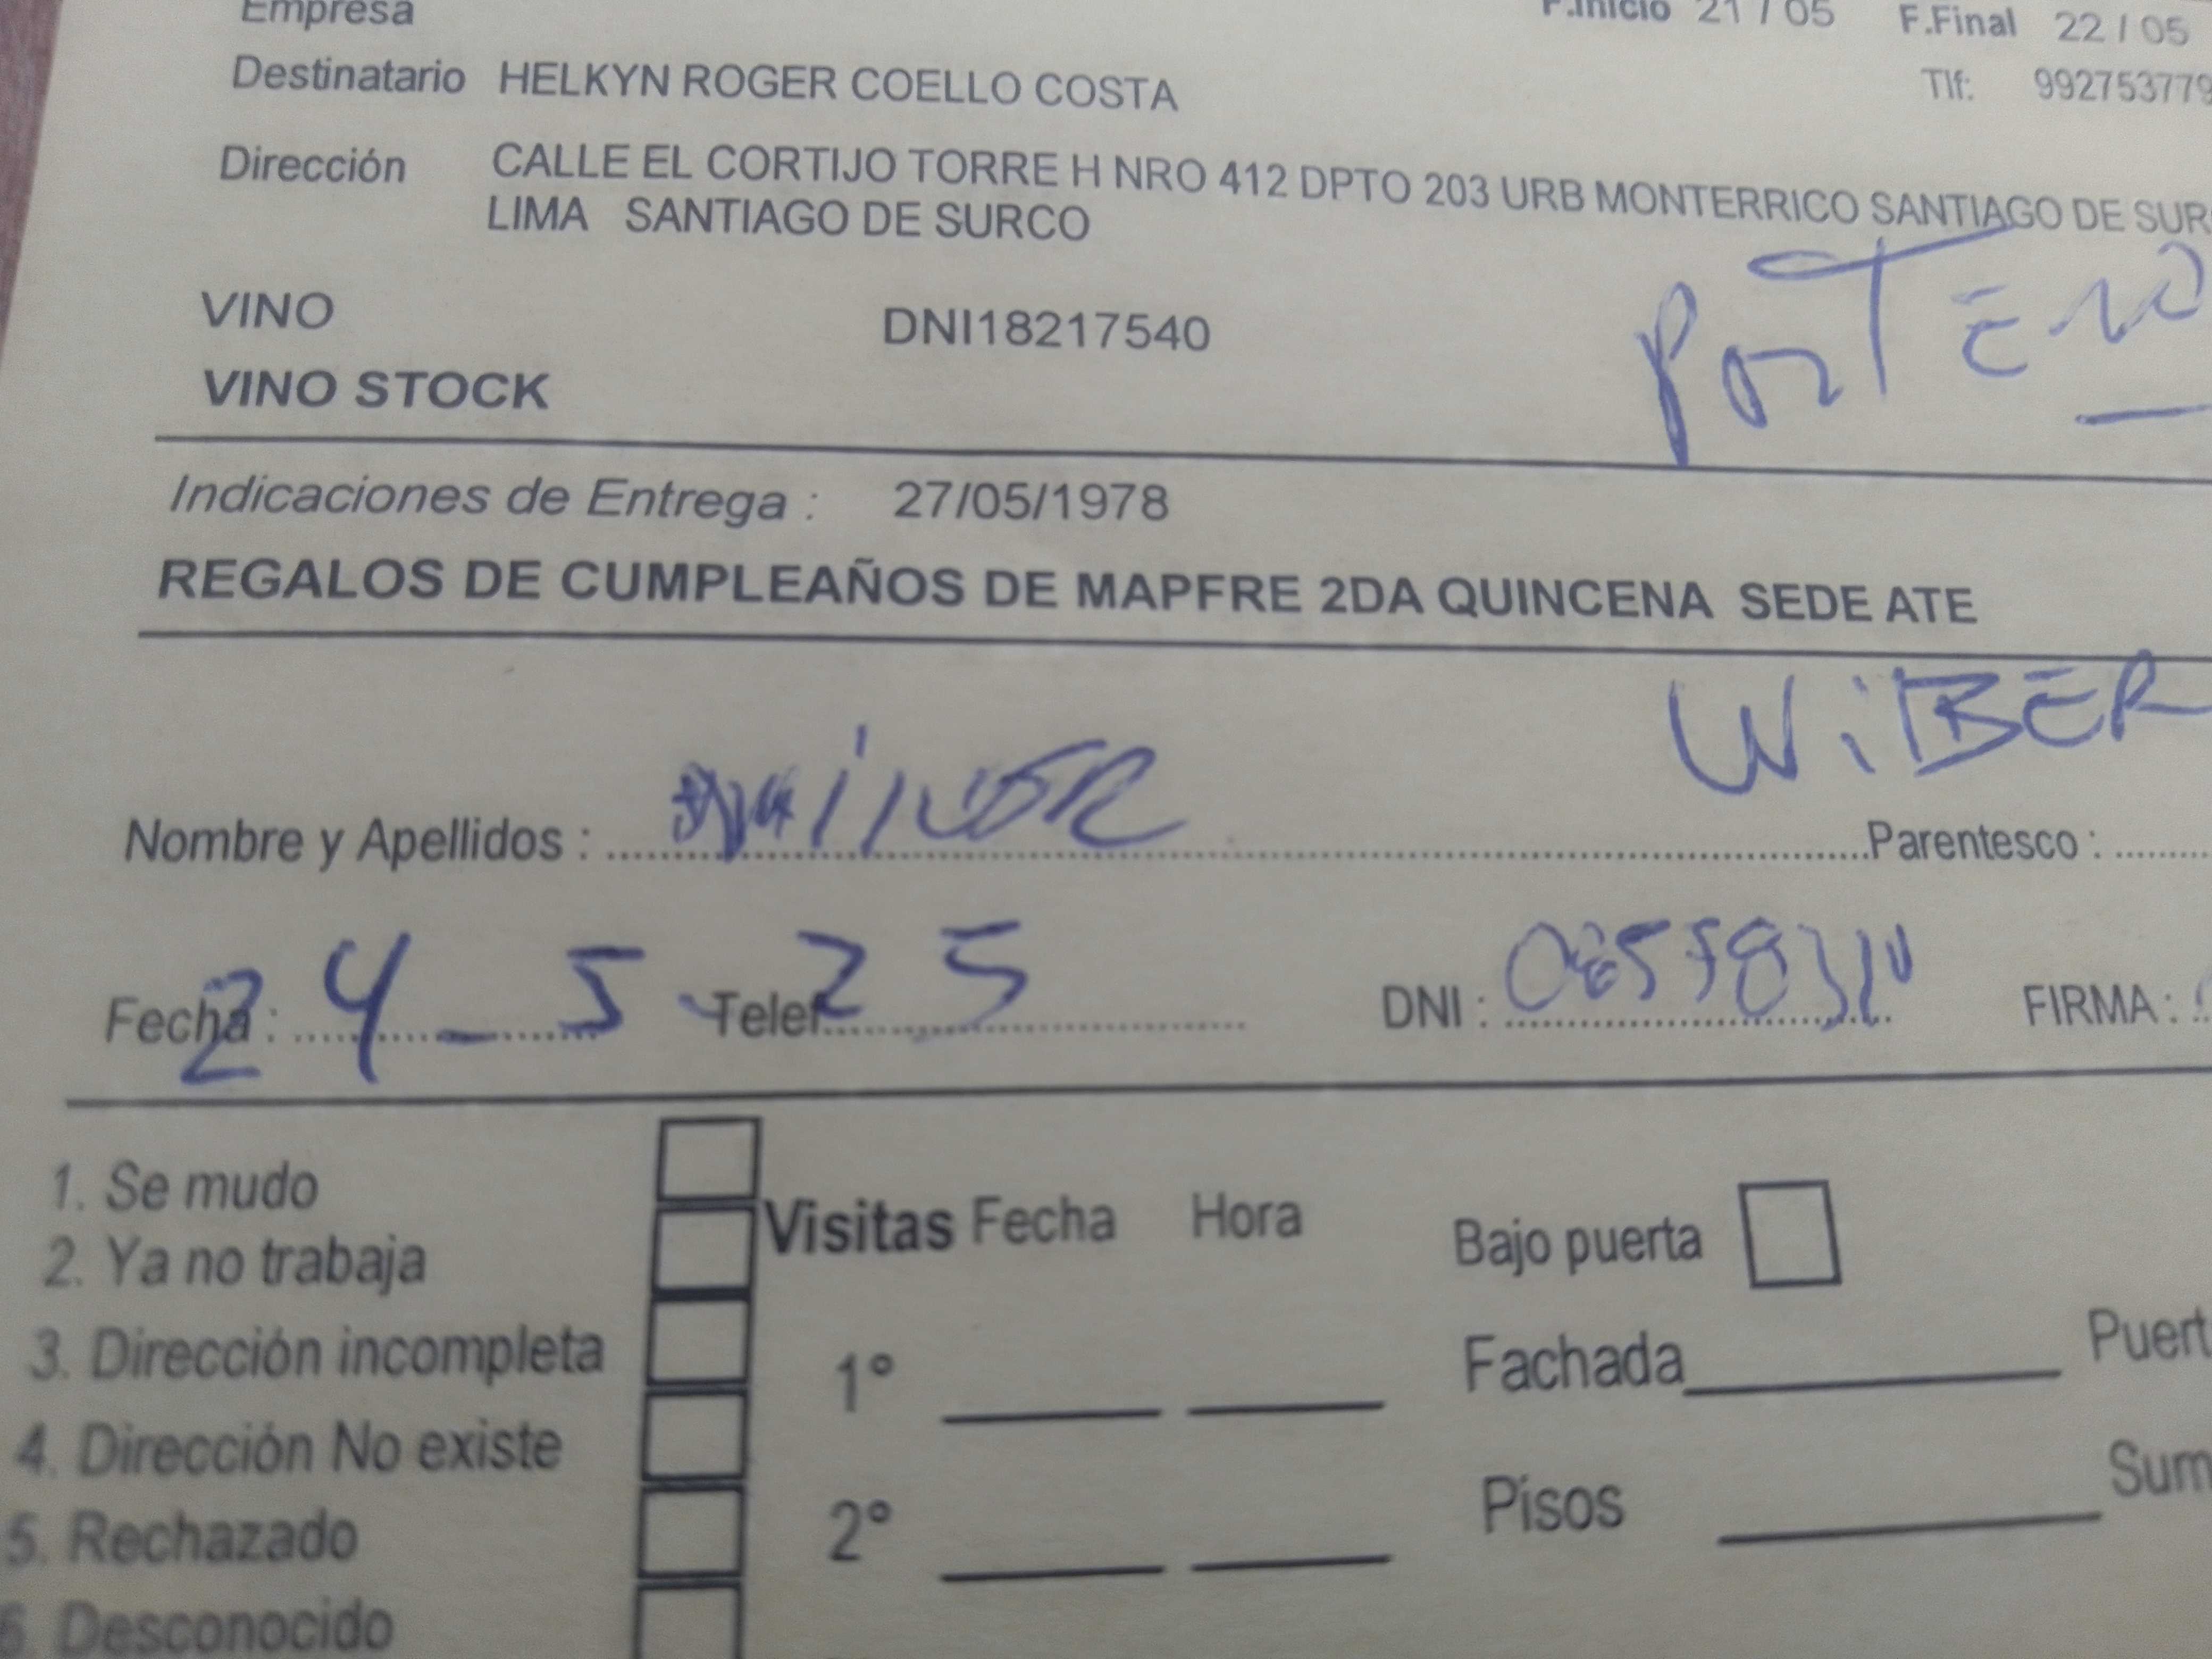 Empresa F.Inicio 21 / 05 F.Final 22 / 05
Destinatario HELKYN ROGER COELLO COSTA Tlf: 992753779
Dirección CALLE EL CORTIJO TORRE H NRO 412 DPTO 203 URB MONTERRICO SANTIAGO DE SUR
LIMA SANTIAGO DE SURCO
VINO DNI18217540
VINO STOCK
Indicaciones de Entrega : 27/05/1978
REGALOS DE CUMPLEAÑOS DE MAPFRE 2DA QUINCENA SEDE ATE
WiBER
Nombre y Apellidos : Parentesco :
Fecha: 24 - 5 - 25 Telef DNI : FIRMA :
1. Se mudo
2. Ya no trabaja
3. Dirección incompleta
4. Dirección No existe
5. Rechazado
6. Desconocido
Visitas Fecha Hora
1°
2°
Bajo puerta
Fachada Puert
Pisos Sum